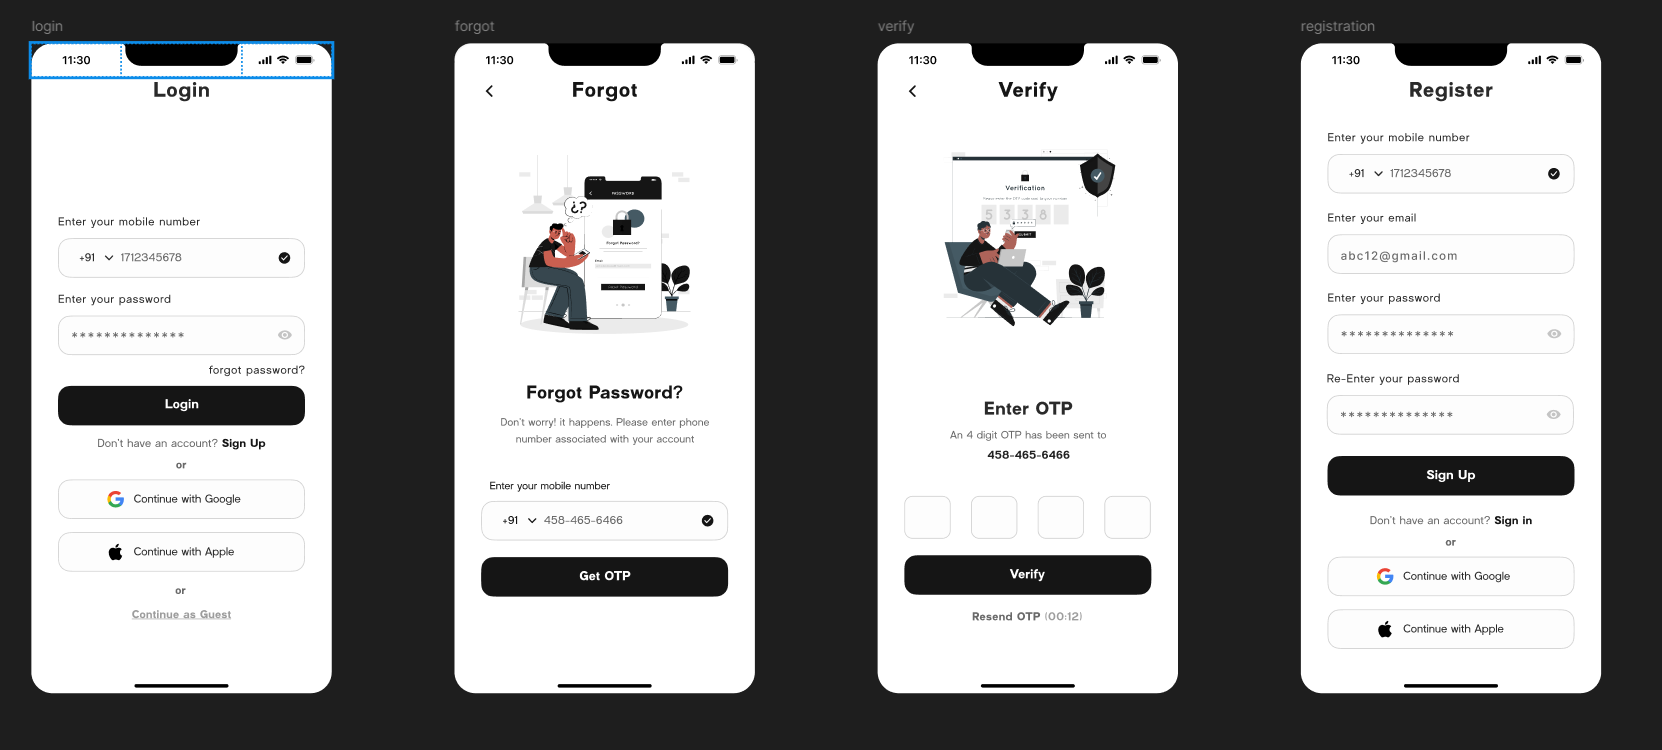 login
11:30
Login
Enter your mobile number
+91 1712345678
Enter your password
**************
forgot password?
Login
Don't have an account? Sign Up
or
Continue with Google
Continue with Apple
or
Continue as Guest
forgot
11:30
Forgot
PASSWORD
¿?
Forgot Password?
Forgot Password?
Don't worry! it happens. Please enter phone
number associated with your account
Enter your mobile number
+91 458-465-6466
Get OTP
verify
11:30
Verify
Verification
5 3 3 8
Enter OTP
An 4 digit OTP has been sent to
458-465-6466
Verify
Resend OTP (00:12)
registration
11:30
Register
Enter your mobile number
+91 1712345678
Enter your email
abc12@gmail.com
Enter your password
**************
Re-Enter your password
**************
Sign Up
Don't have an account? Sign in
or
Continue with Google
Continue with Apple